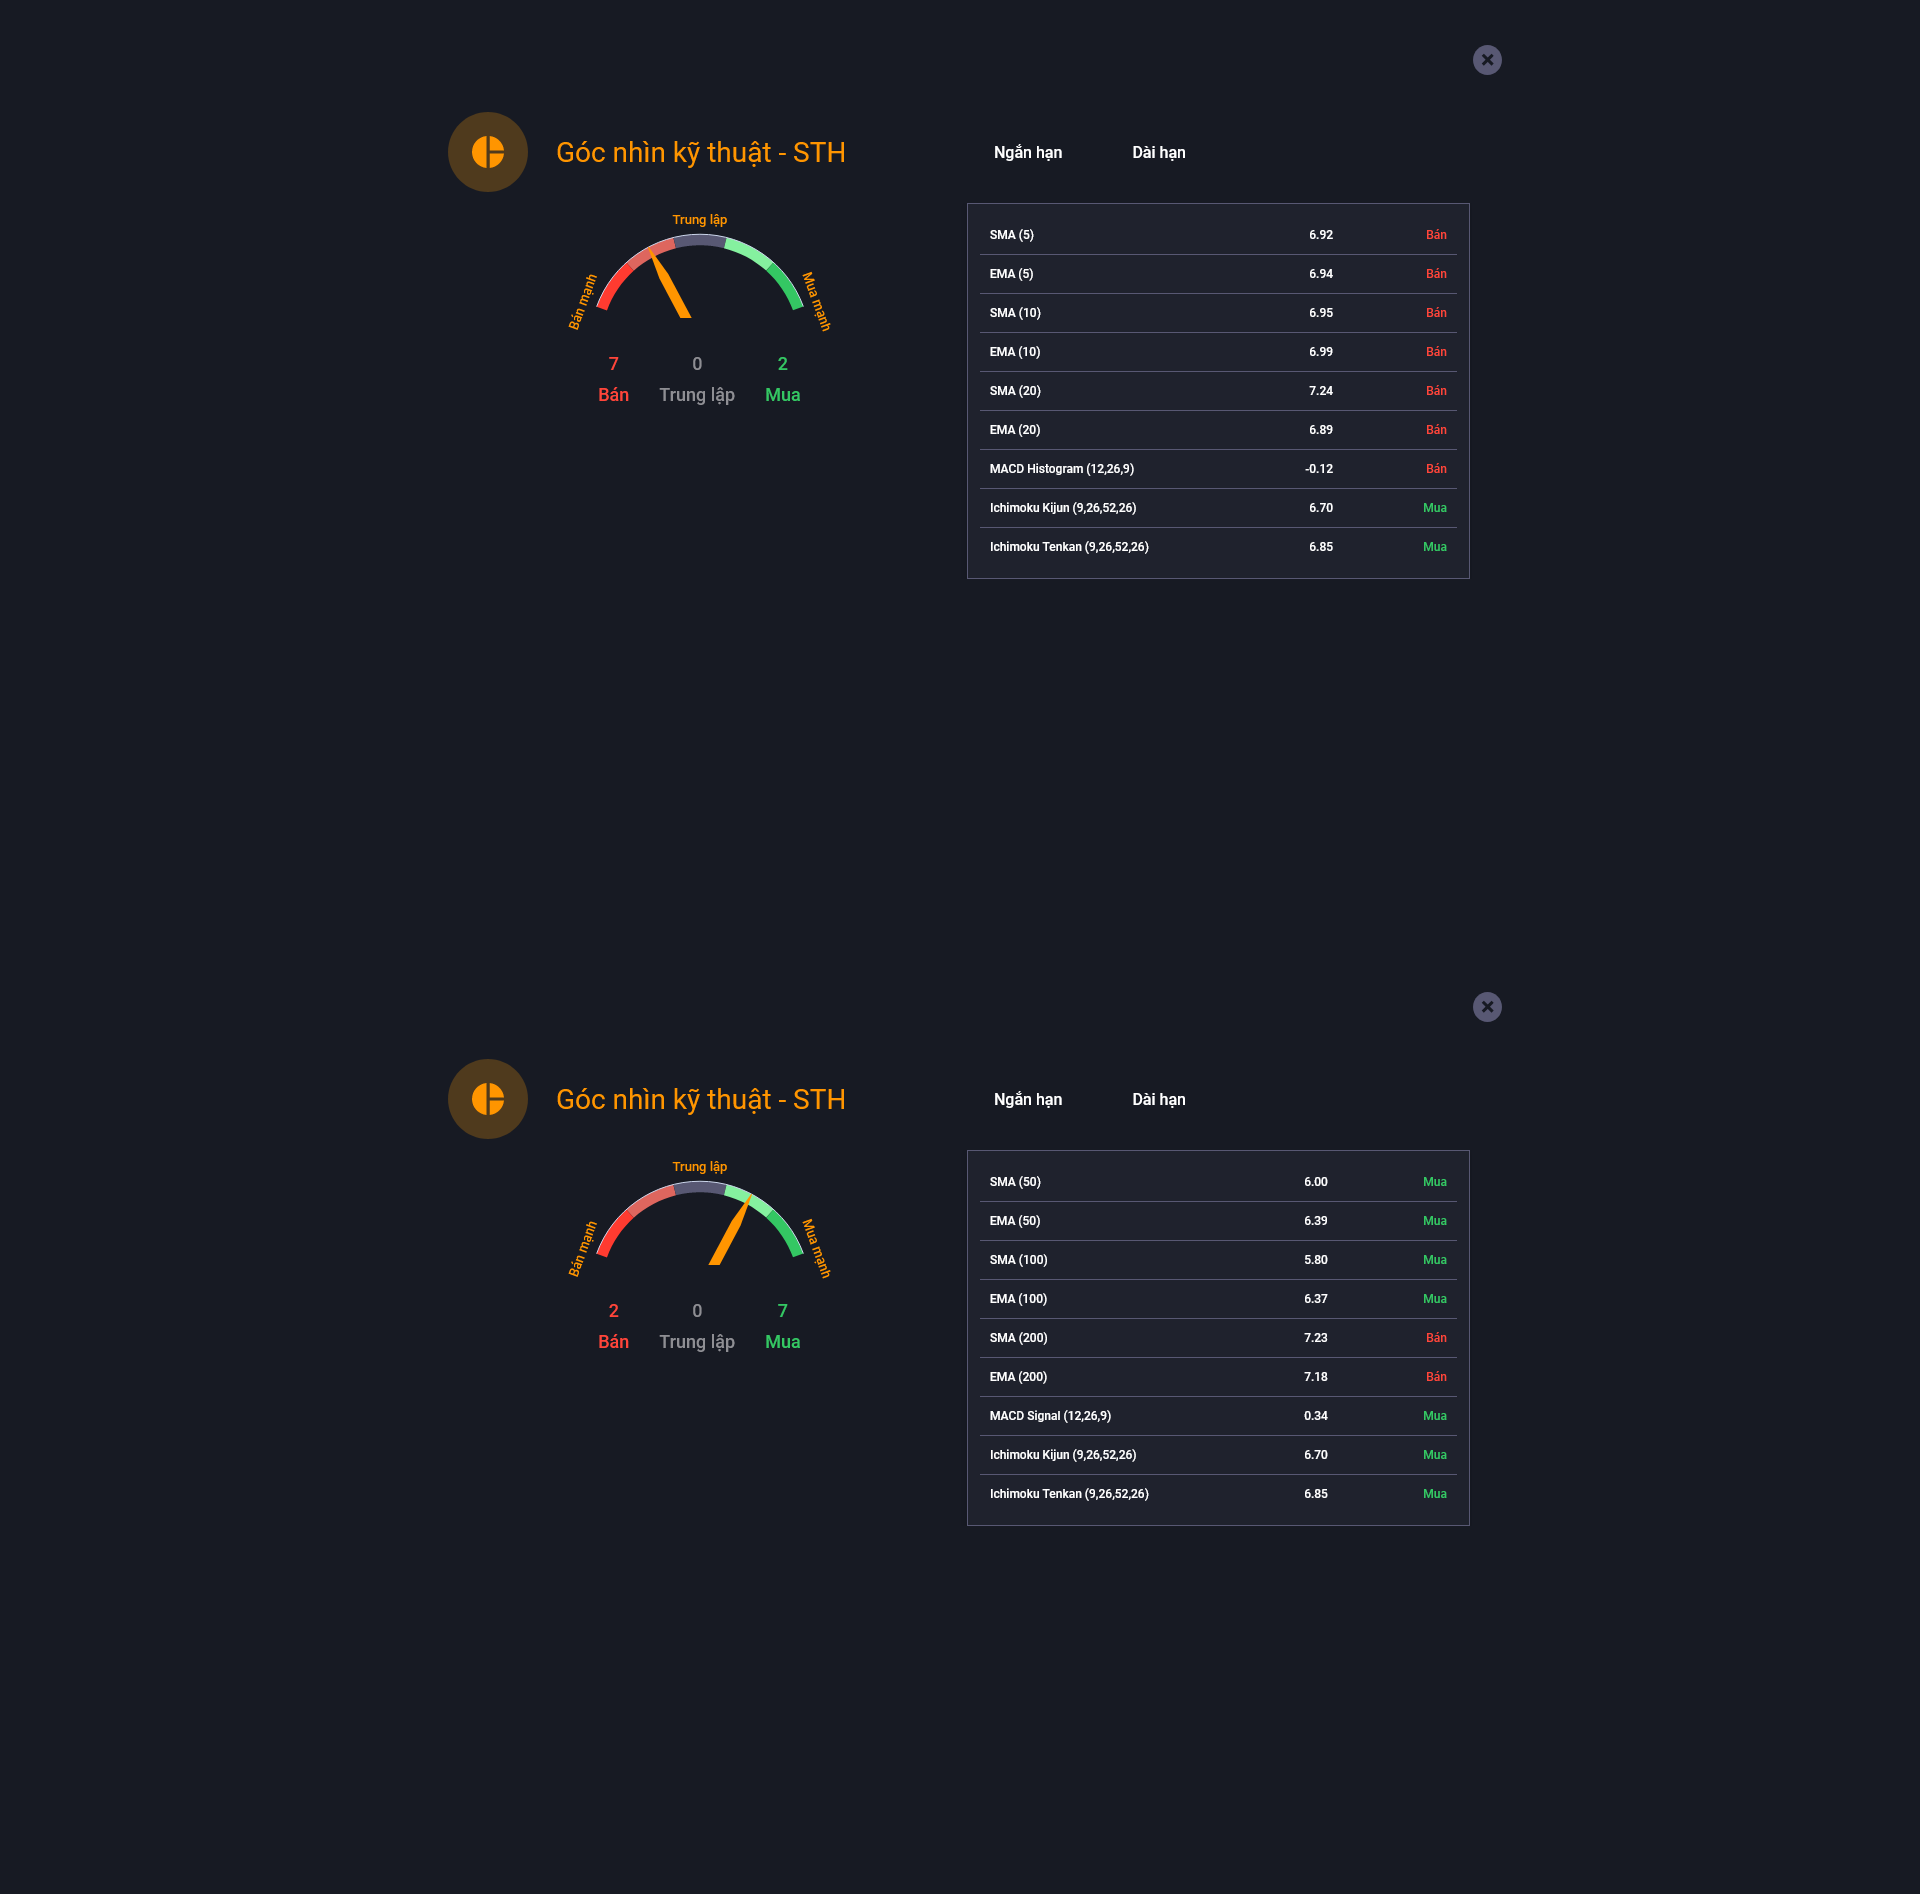 Góc nhìn kỹ thuật - STH
Ngắn hạn Dài hạn
Trung lập
Bán mạnh
Mua mạnh
7 0 2
Bán Trung lập Mua
SMA (5) 6.92 Bán
EMA (5) 6.94 Bán
SMA (10) 6.95 Bán
EMA (10) 6.99 Bán
SMA (20) 7.24 Bán
EMA (20) 6.89 Bán
MACD Histogram (12,26,9) -0.12 Bán
Ichimoku Kijun (9,26,52,26) 6.70 Mua
Ichimoku Tenkan (9,26,52,26) 6.85 Mua
Góc nhìn kỹ thuật - STH
Ngắn hạn Dài hạn
Trung lập
Bán mạnh
Mua mạnh
2 0 7
Bán Trung lập Mua
SMA (50) 6.00 Mua
EMA (50) 6.39 Mua
SMA (100) 5.80 Mua
EMA (100) 6.37 Mua
SMA (200) 7.23 Bán
EMA (200) 7.18 Bán
MACD Signal (12,26,9) 0.34 Mua
Ichimoku Kijun (9,26,52,26) 6.70 Mua
Ichimoku Tenkan (9,26,52,26) 6.85 Mua